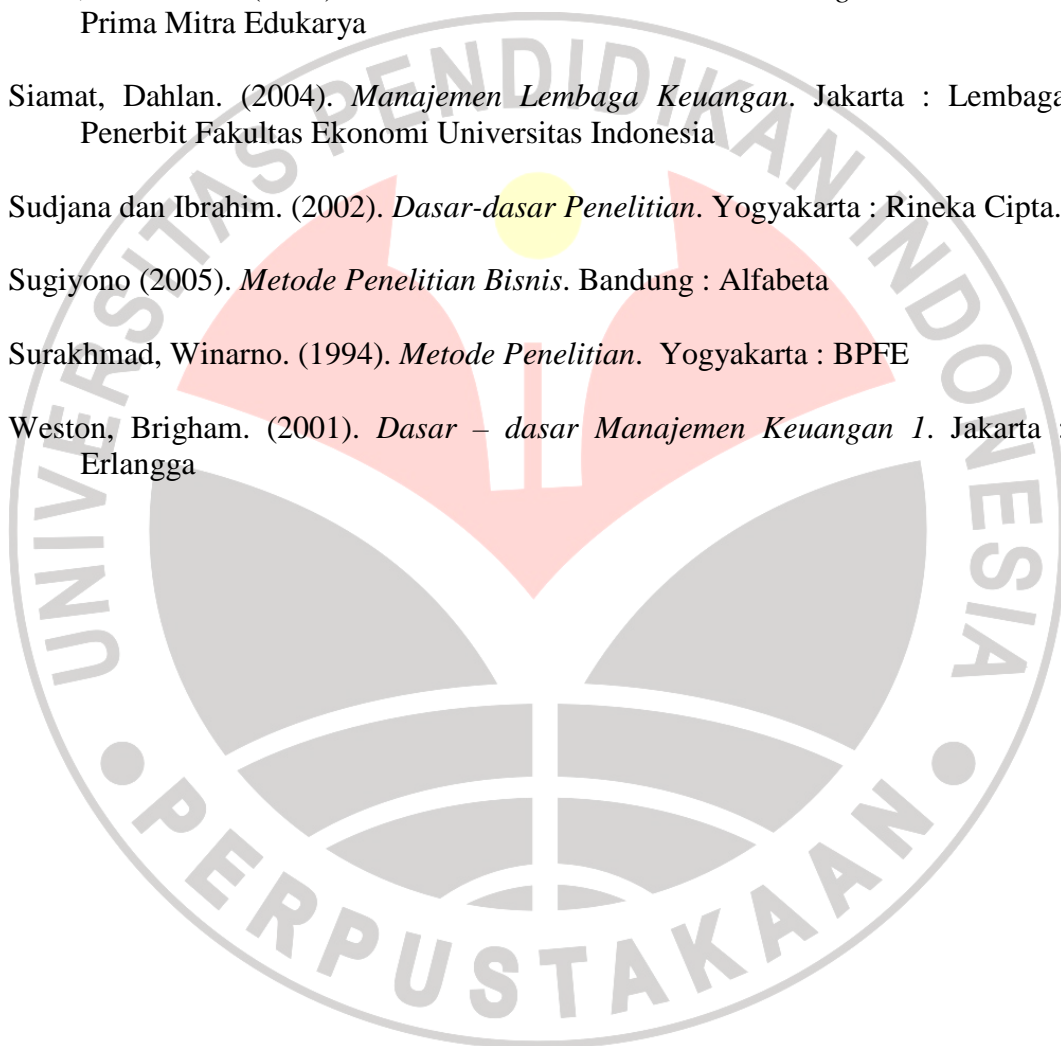 Prima Mitra Edukarya
Siamat, Dahlan. (2004). Manajemen Lembaga Keuangan. Jakarta : Lembaga
Penerbit Fakultas Ekonomi Universitas Indonesia
Sudjana dan Ibrahim. (2002). Dasar-dasar Penelitian. Yogyakarta : Rineka Cipta.
Sugiyono (2005). Metode Penelitian Bisnis. Bandung : Alfabeta
Surakhmad, Winarno. (1994). Metode Penelitian. Yogyakarta : BPFE
Weston, Brigham. (2001). Dasar – dasar Manajemen Keuangan 1. Jakarta :
Erlangga
UNIVERSITAS PENDIDIKAN INDONESIA
PERPUSTAKAAN